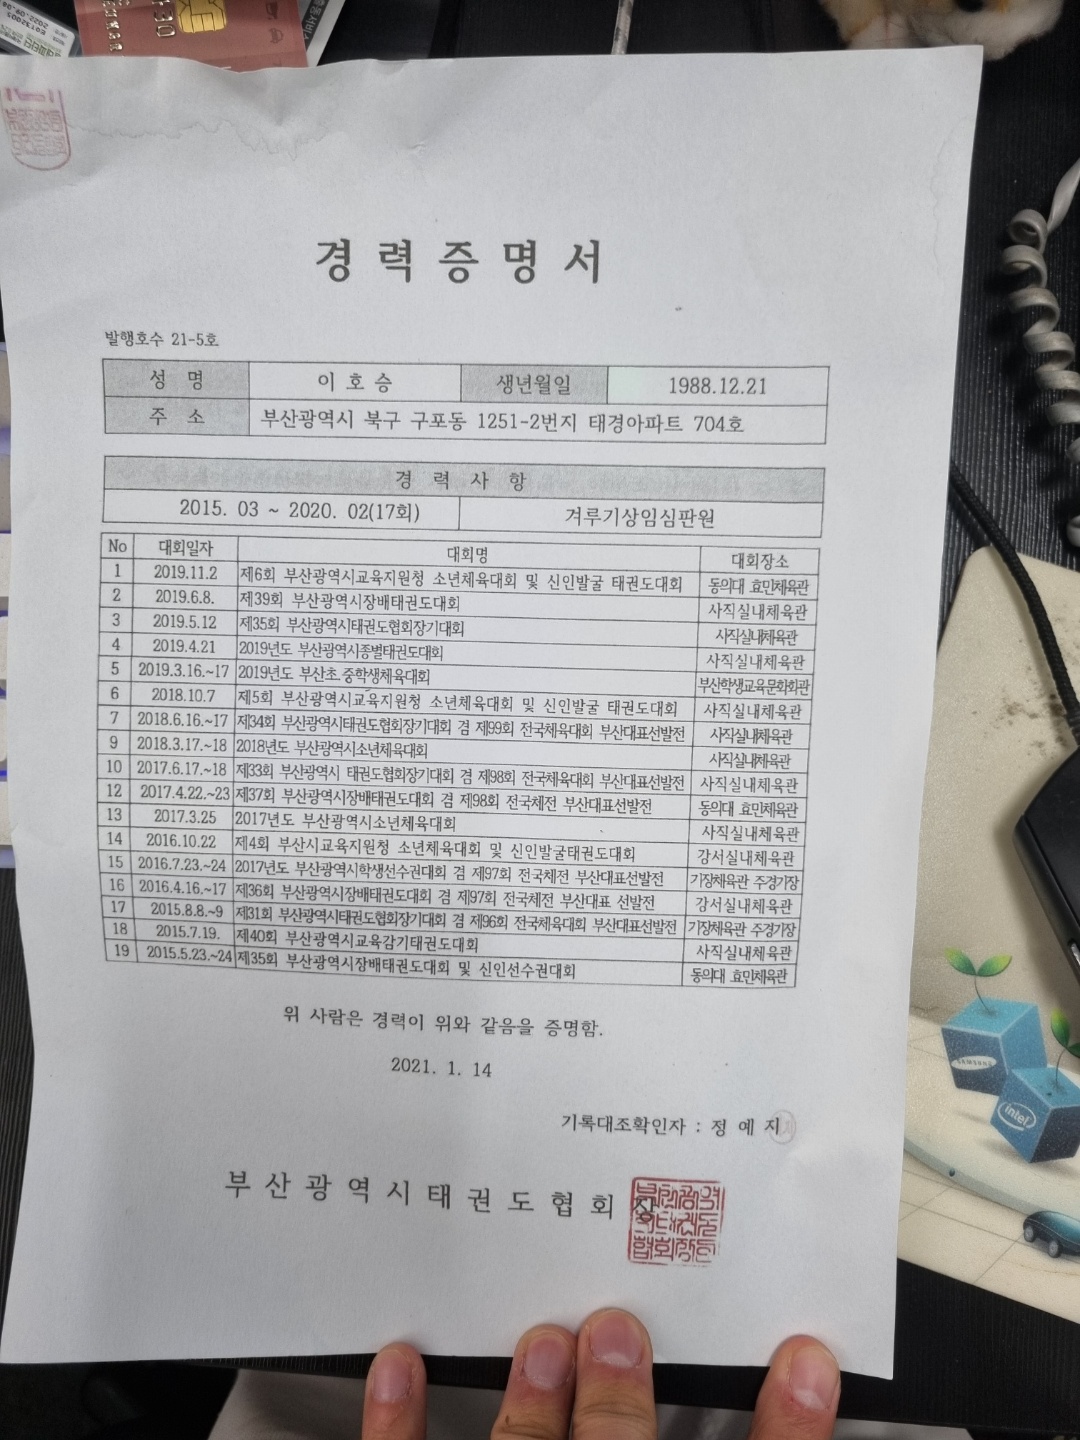 경 력 증 명 서
발행호수 21-5호
성 명 이 호 승 생년월일 1988.12.21
주 소 부산광역시 북구 구포동 1251-2번지 태경아파트 704호
경 력 사 항
2015. 03 ~ 2020. 02(17회) 겨루기상임심판원
No 대회일자 대회명 대회장소
1 2019.11.2 제6회 부산광역시교육지원청 소년체육대회 및 신인발굴 태권도대회 동의대 효민체육관
2 2019.6.8. 제39회 부산광역시장배태권도대회 사직실내체육관
3 2019.5.12 제35회 부산광역시태권도협회장기대회 사직실내체육관
4 2019.4.21 2019년도 부산광역시종별태권도대회 사직실내체육관
5 2019.3.16.~17 2019년도 부산초.중학생체육대회 부산학생교육문화회관
6 2018.10.7 제5회 부산광역시교육지원청 소년체육대회 및 신인발굴 태권도대회 사직실내체육관
7 2018.6.16.~17 제34회 부산광역시태권도협회장기대회 겸 제99회 전국체육대회 부산대표선발전 사직실내체육관
9 2018.3.17.~18 2018년도 부산광역시소년체육대회 사직실내체육관
10 2017.6.17.~18 제33회 부산광역시 태권도협회장기대회 겸 제98회 전국체육대회 부산대표선발전 사직실내체육관
12 2017.4.22.~23 제37회 부산광역시장배태권도대회 겸 제98회 전국체전 부산대표선발전 동의대 효민체육관
13 2017.3.25 2017년도 부산광역시소년체육대회 사직실내체육관
14 2016.10.22 제4회 부산시교육지원청 소년체육대회 및 신인발굴태권도대회 강서실내체육관
15 2016.7.23.~24 2017년도 부산광역시학생선수권대회 겸 제97회 전국체전 부산대표선발전 기장체육관 주경기장
16 2016.4.16.~17 제36회 부산광역시장배태권도대회 겸 제97회 전국체전 부산대표 선발전 강서실내체육관
17 2015.8.8.~9 제31회 부산광역시태권도협회장기대회 겸 제96회 전국체육대회 부산대표선발전 기장체육관 주경기장
18 2015.7.19. 제40회 부산광역시교육감기태권도대회 사직실내체육관
19 2015.5.23.~24 제35회 부산광역시장배태권도대회 및 신인선수권대회 동의대 효민체육관
위 사람은 경력이 위와 같음을 증명함.
2021. 1. 14
기록대조확인자 : 정 예 지
부 산 광 역 시 태 권 도 협 회 장
SAMSUNG
intel